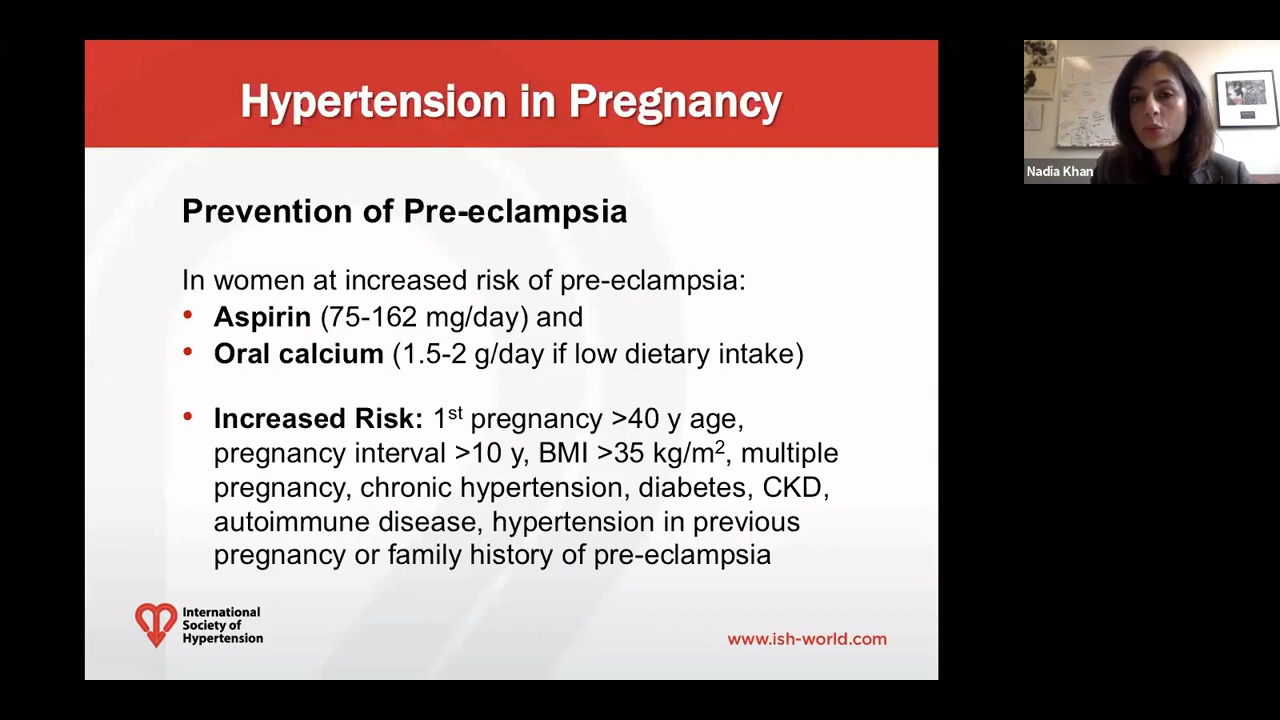 Hypertension in Pregnancy
Prevention of Pre-eclampsia
In women at increased risk of pre-eclampsia:
• Aspirin (75-162 mg/day) and
• Oral calcium (1.5-2 g/day if low dietary intake)
• Increased Risk: 1st pregnancy >40 y age,
pregnancy interval >10 y, BMI >35 kg/m2, multiple
pregnancy, chronic hypertension, diabetes, CKD,
autoimmune disease, hypertension in previous
pregnancy or family history of pre-eclampsia
International
Society of
Hypertension
www.ish-world.com
Nadia Khan